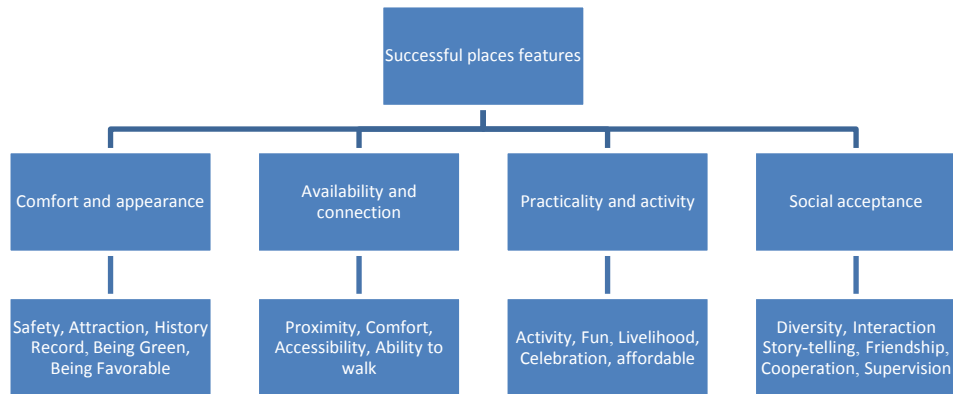 Successful places features
Comfort and appearance
Availability and
connection
Practicality and activity
Social acceptance
Safety, Attraction, History
Record, Being Green,
Being Favorable
Proximity, Comfort,
Accessibility, Ability to
walk
Activity, Fun, Livelihood,
Celebration, affordable
Diversity, Interaction
Story-telling, Friendship,
Cooperation, Supervision